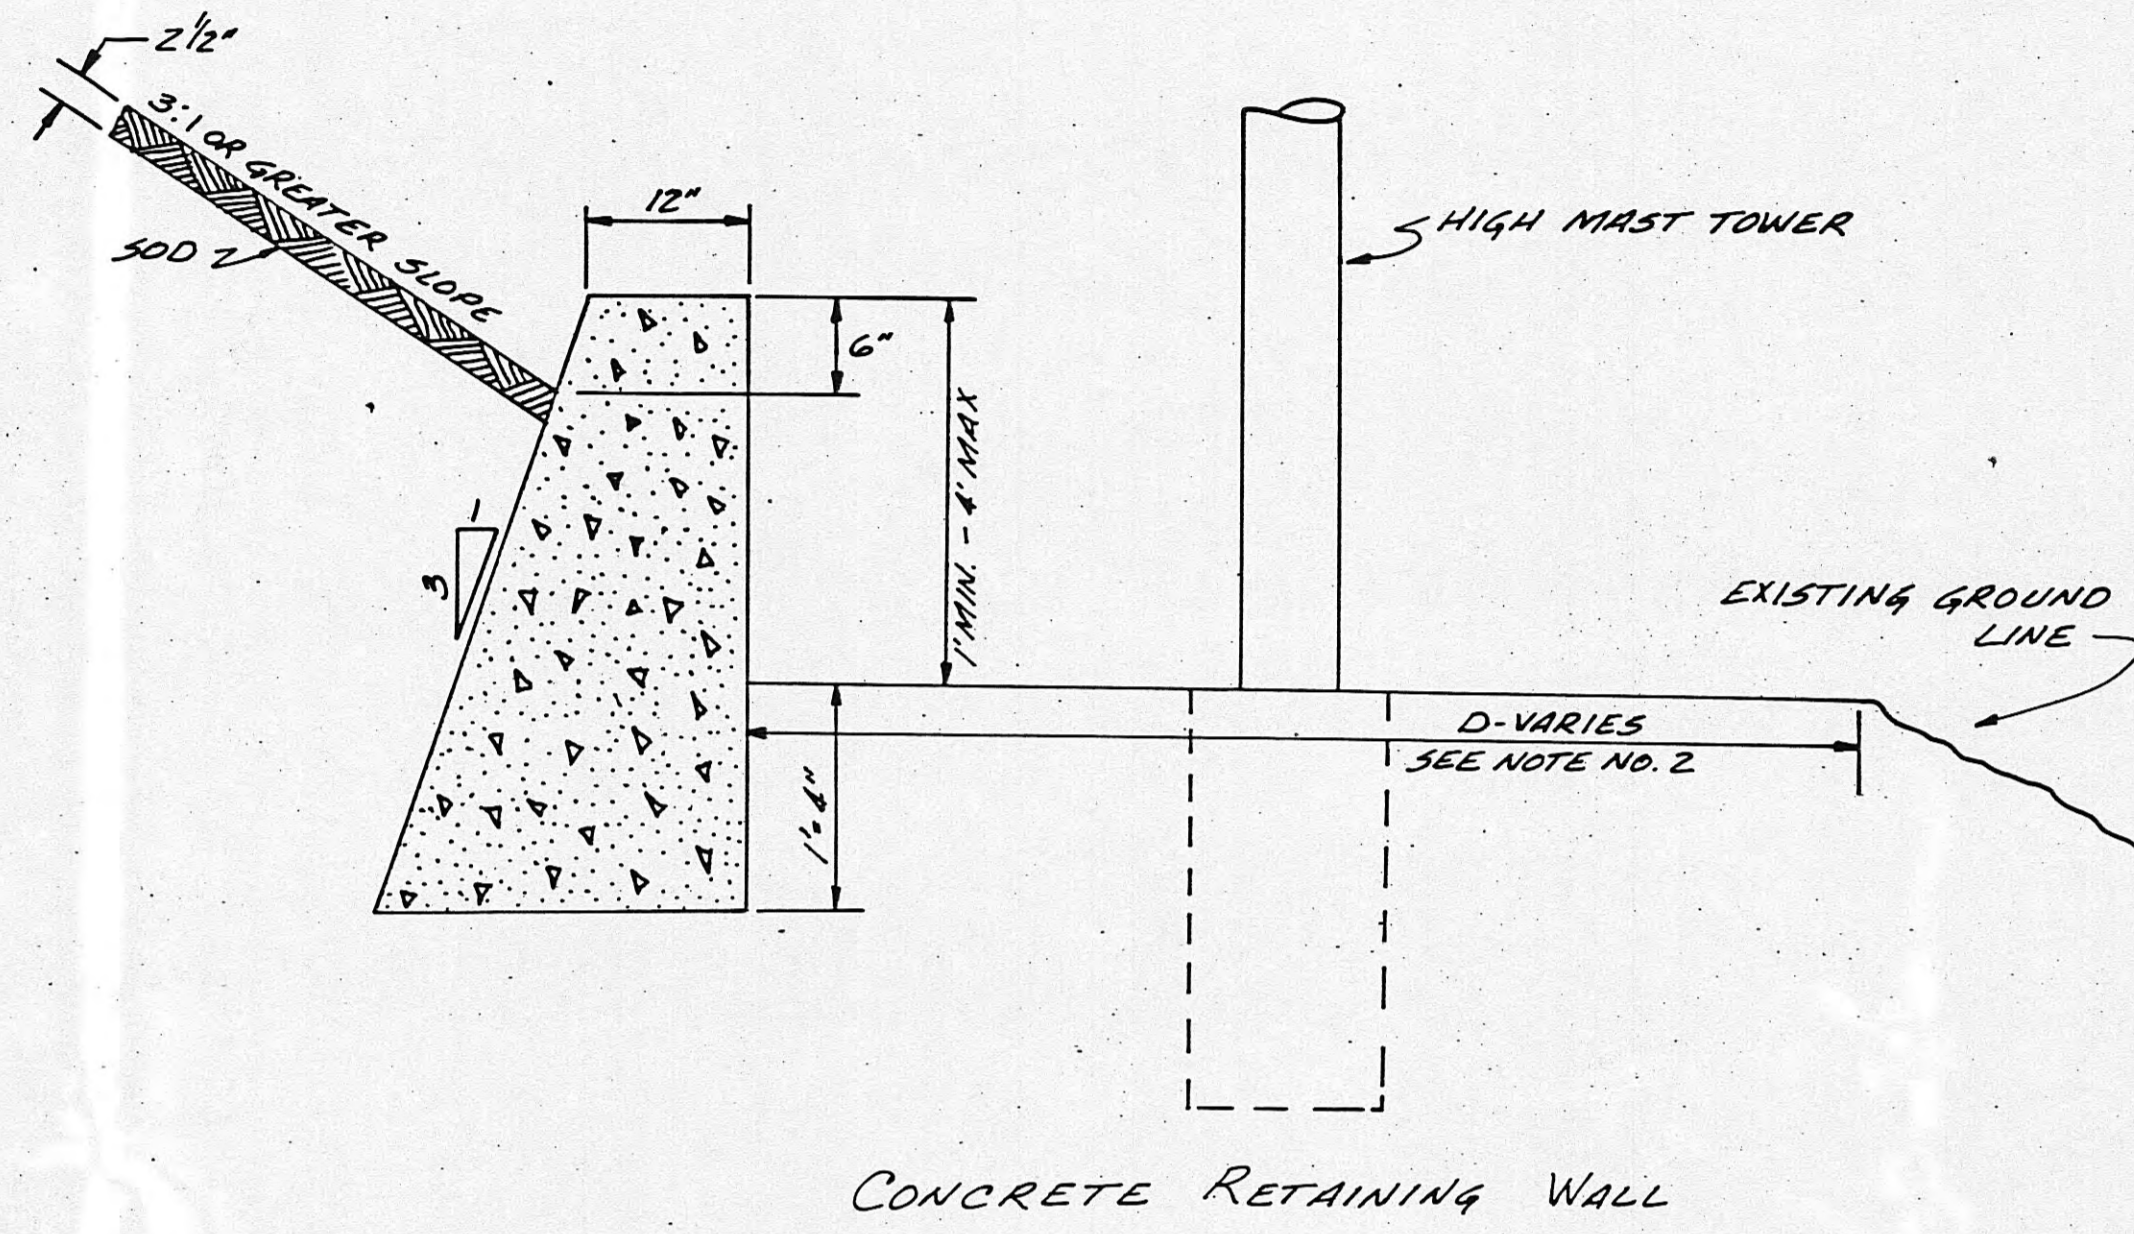 2½"
3:1 OR GREATER SLOPE
SOD
12"
HIGH MAST TOWER
6"
1' MIN. - 4' MAX
1
3
EXISTING GROUND
LINE
D-VARIES
SEE NOTE NO. 2
1'-4"
CONCRETE RETAINING WALL